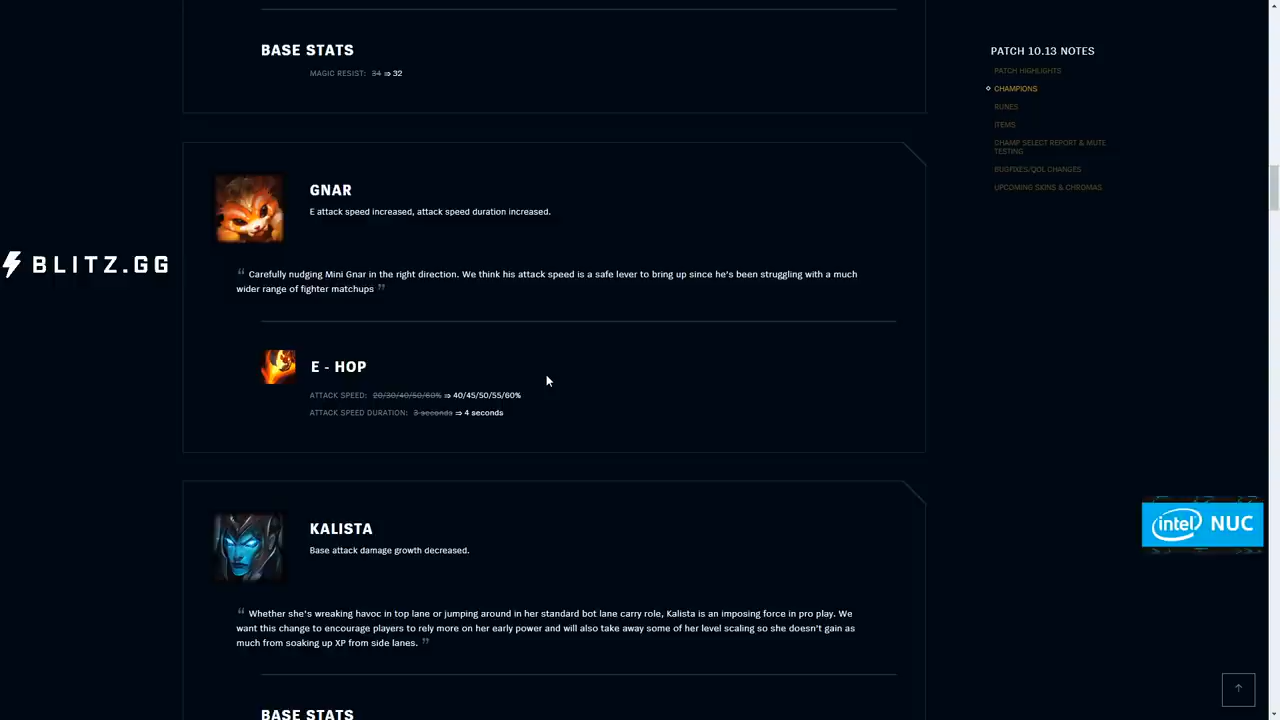 BASE STATS
MAGIC RESIST: 34 ⇒ 32
PATCH 10.13 NOTES
PATCH HIGHLIGHTS
CHAMPIONS
RUNES
ITEMS
CHAMP SELECT REPORT & MUTE
TESTING
BUGFIXES/QOL CHANGES
UPCOMING SKINS & CHROMAS
GNAR
E attack speed increased, attack speed duration increased.
BLITZ.GG
“ Carefully nudging Mini Gnar in the right direction. We think his attack speed is a safe lever to bring up since he's been struggling with a much
wider range of fighter matchups ”
E - HOP
ATTACK SPEED: 20/30/40/50/60% ⇒ 40/45/50/55/60%
ATTACK SPEED DURATION: 3 seconds ⇒ 4 seconds
intel NUC
KALISTA
Base attack damage growth decreased.
“ Whether she's wreaking havoc in top lane or jumping around in her standard bot lane carry role, Kalista is an imposing force in pro play. We
want this change to encourage players to rely more on her early power and will also take away some of her level scaling so she doesn't gain as
much from soaking up XP from side lanes. ”
BASE STATS